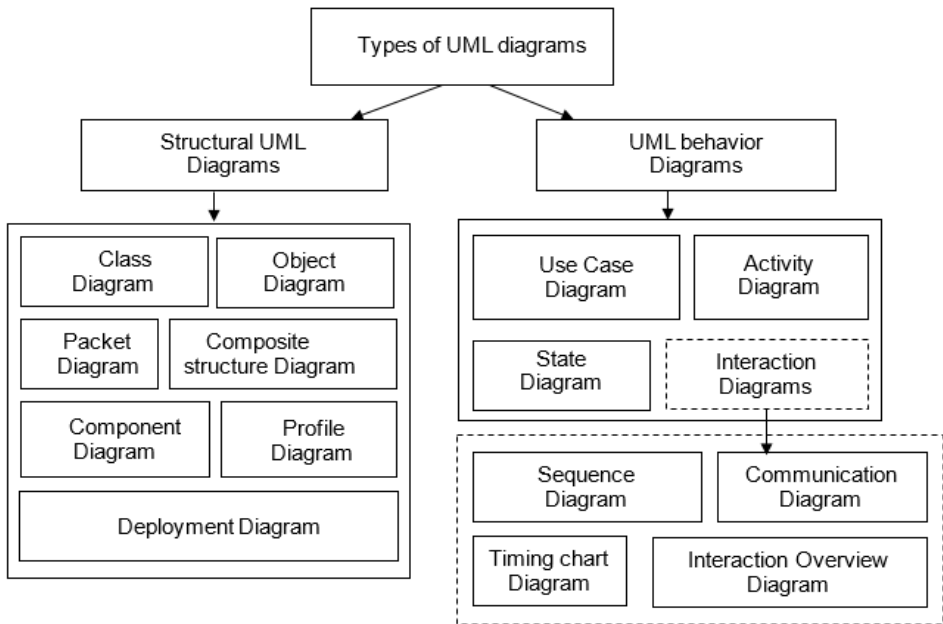 Types of UML diagrams
Structural UML
Diagrams
UML behavior
Diagrams
Class
Diagram
Object
Diagram
Packet
Diagram
Composite
structure Diagram
Component
Diagram
Profile
Diagram
Deployment Diagram
Use Case
Diagram
Activity
Diagram
State
Diagram
Interaction
Diagrams
Sequence
Diagram
Communication
Diagram
Timing chart
Diagram
Interaction Overview
Diagram